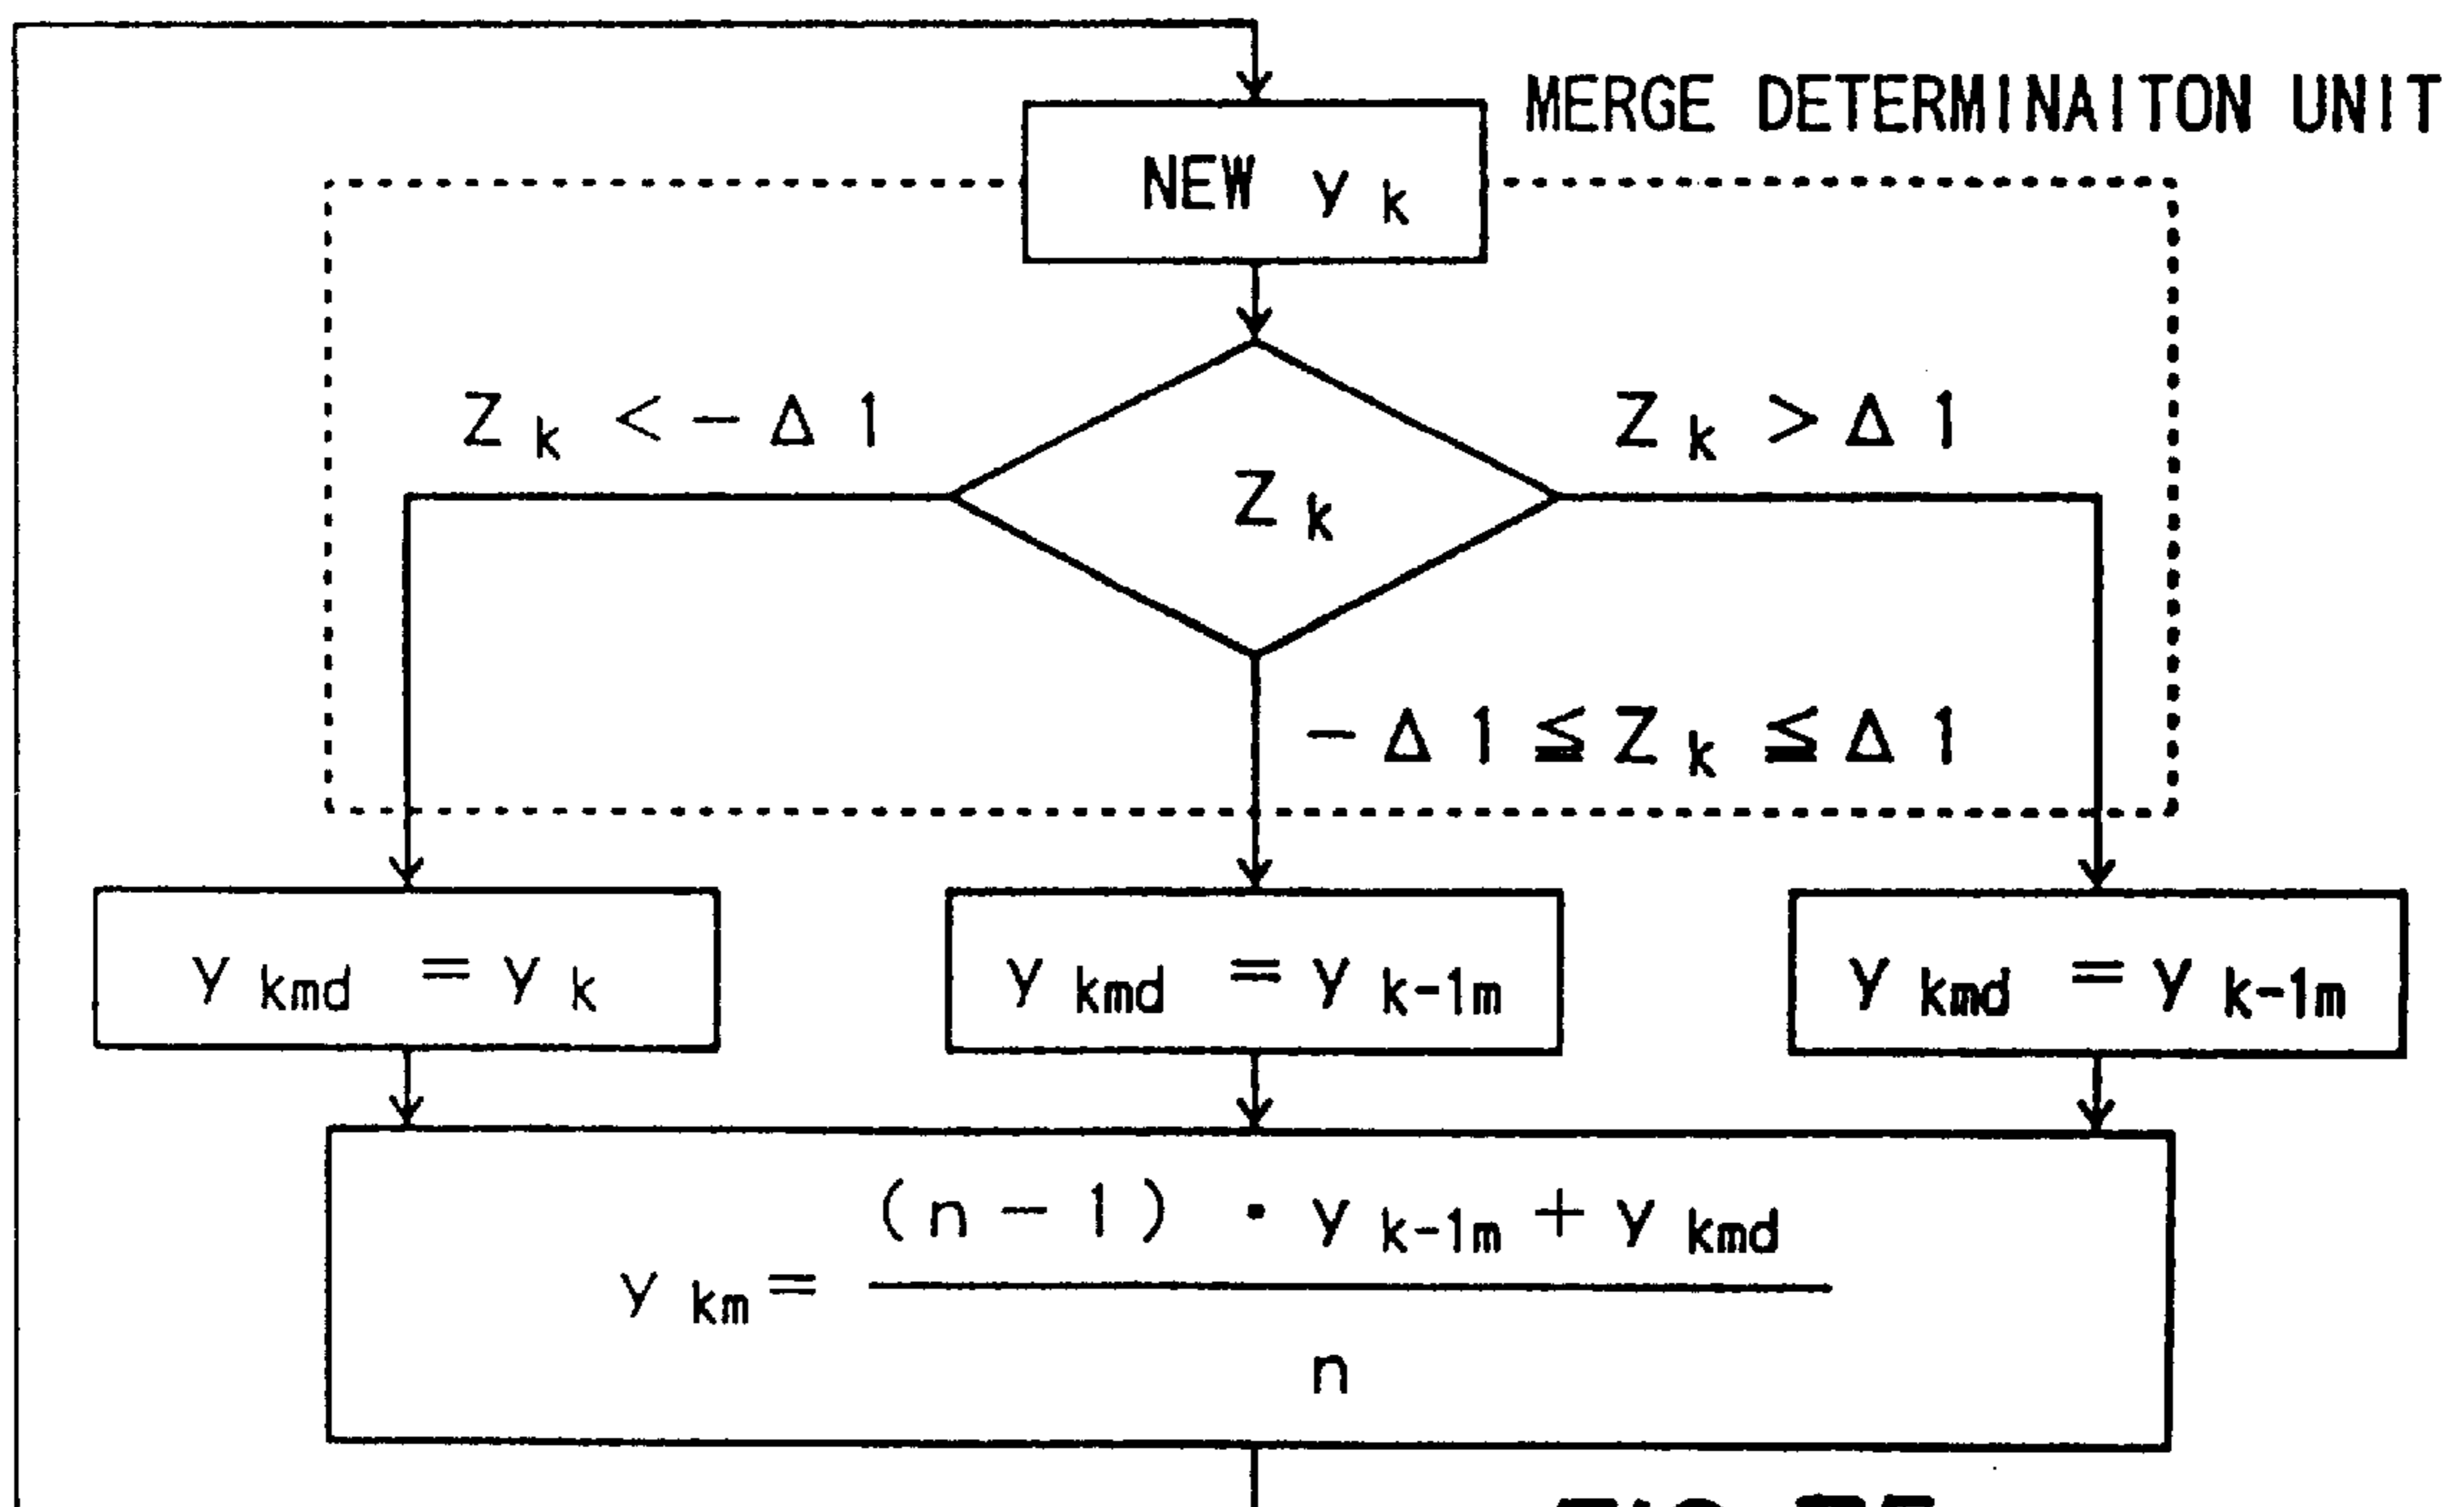 MERGE DETERMINAITON UNIT
NEW y k
Z k < - Δ 1
Z k > Δ 1
Z k
- Δ 1 ≦ Z k ≦ Δ 1
y kmd = y k
y kmd = y k-1m
y kmd = y k-1m
(n - 1) · y k-1m + y kmd
y km =
n